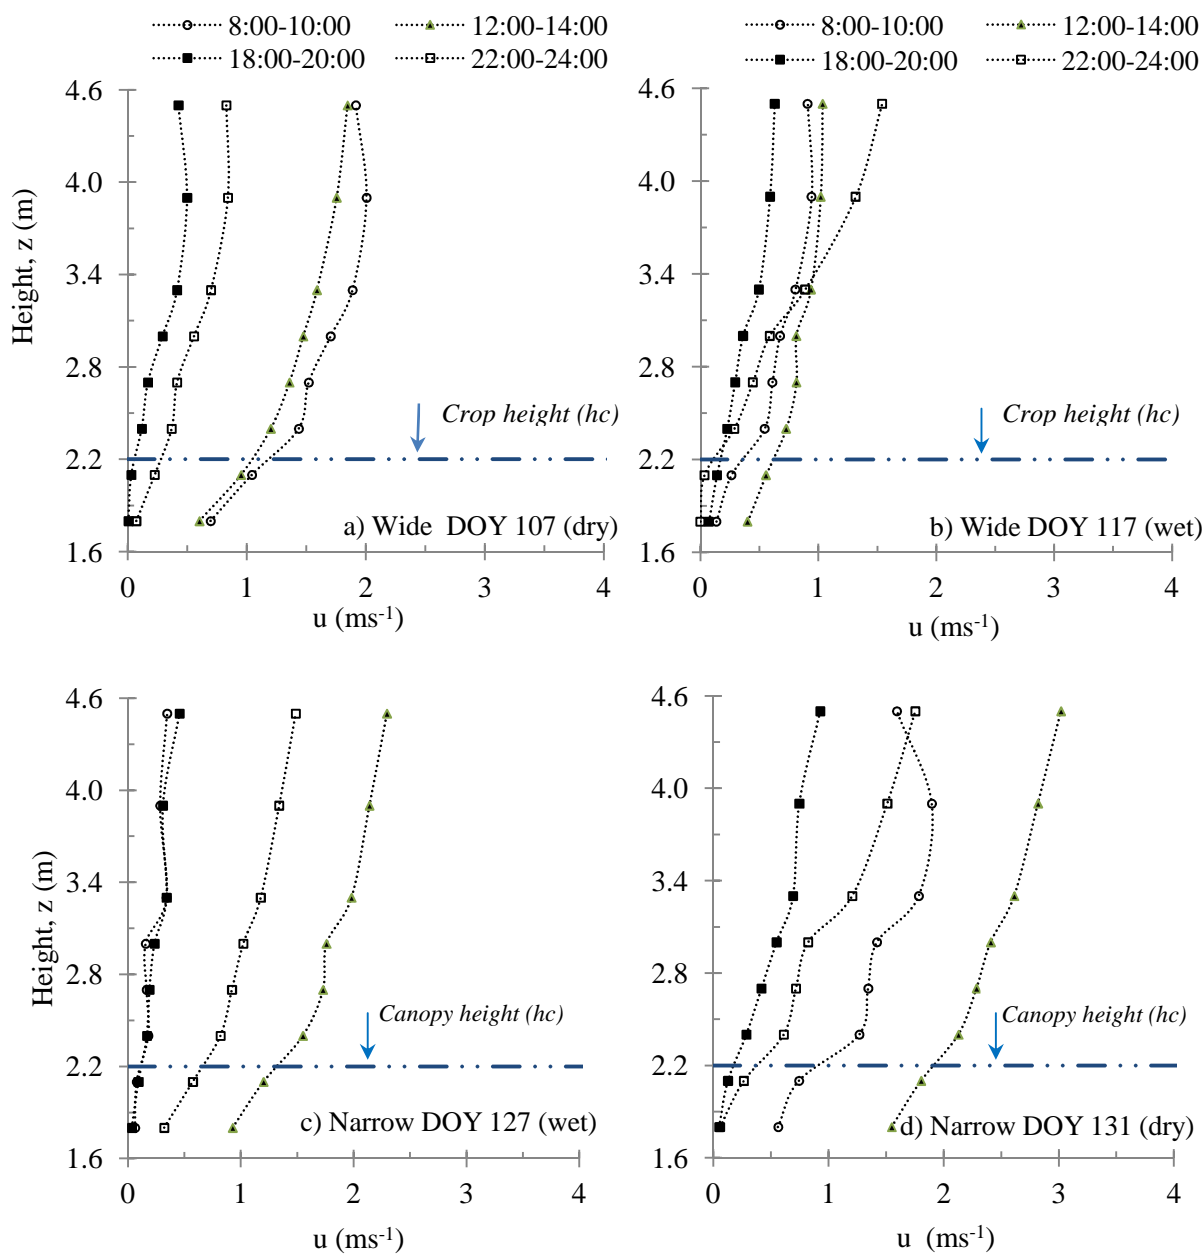 8:00-10:00 12:00-14:00
18:00-20:00 22:00-24:00
8:00-10:00 12:00-14:00
18:00-20:00 22:00-24:00
4.6
4.0
3.4
2.8
2.2
1.6
Height, z (m)
Crop height (hc)
a) Wide DOY 107 (dry)
0 1 2 3 4
u (ms-1)
4.6
4.0
3.4
2.8
2.2
1.6
Crop height (hc)
b) Wide DOY 117 (wet)
0 1 2 3 4
u (ms-1)
4.6
4.0
3.4
2.8
2.2
1.6
Height, z (m)
Canopy height (hc)
c) Narrow DOY 127 (wet)
0 1 2 3 4
u (ms-1)
4.6
4.0
3.4
2.8
2.2
1.6
Canopy height (hc)
d) Narrow DOY 131 (dry)
0 1 2 3 4
u (ms-1)